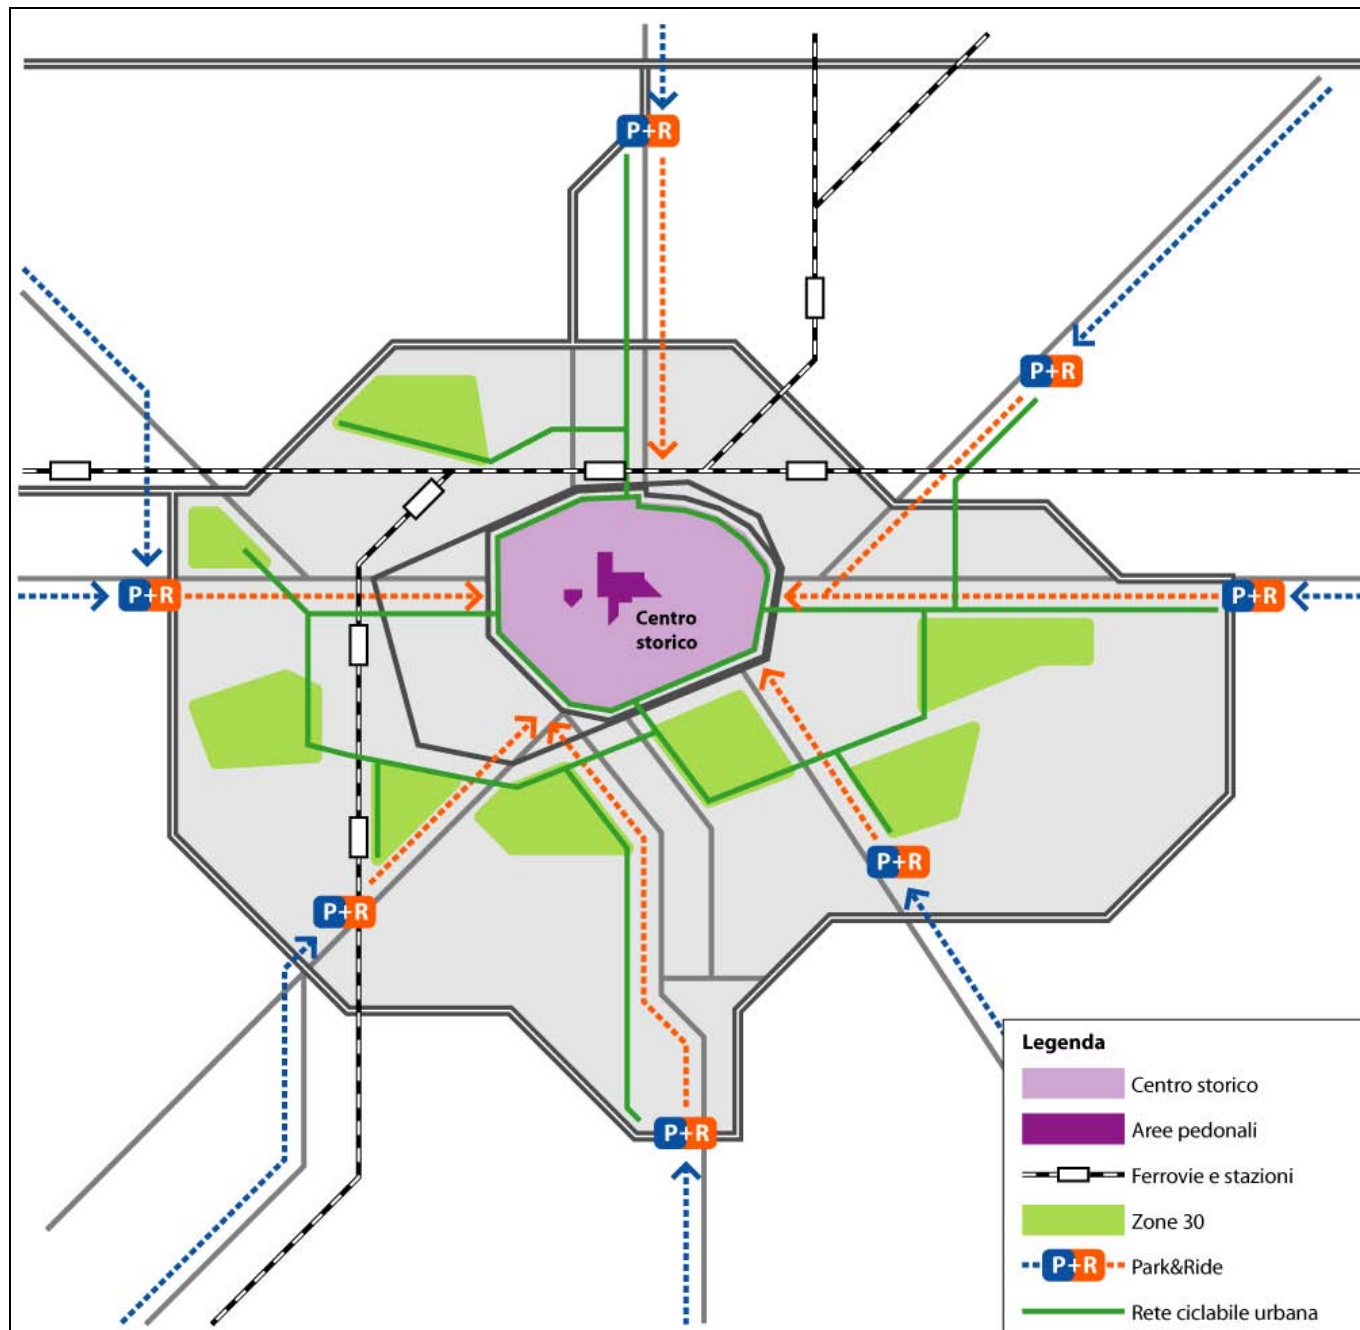 P+R
P+R
P+R
P+R
Centro
storico
P+R
P+R
P+R
Legenda
Centro storico
Aree pedonali
Ferrovie e stazioni
Zone 30
P+R Park&Ride
Rete ciclabile urbana